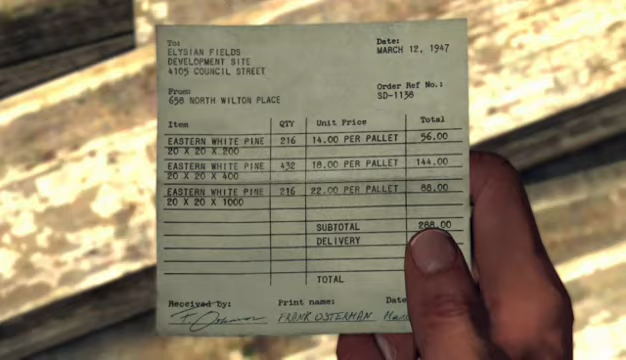 To:
ELYSIAN FIELDS
DEVELOPMENT SITE
4105 COUNCIL STREET
Date:
MARCH 12, 1947
From:
658 NORTH WILTON PLACE
Order Ref No.:
SD-1138
Item QTY Unit Price Total
EASTERN WHITE PINE 216 14.00 PER PALLET 56.00
20 X 20 X 200
EASTERN WHITE PINE 432 18.00 PER PALLET 144.00
20 X 20 X 400
EASTERN WHITE PINE 216 22.00 PER PALLET 88.00
20 X 20 X 1000
SUBTOTAL 288.00
DELIVERY
TOTAL
Received by: Print name: Date
FRANK OSTERMAN